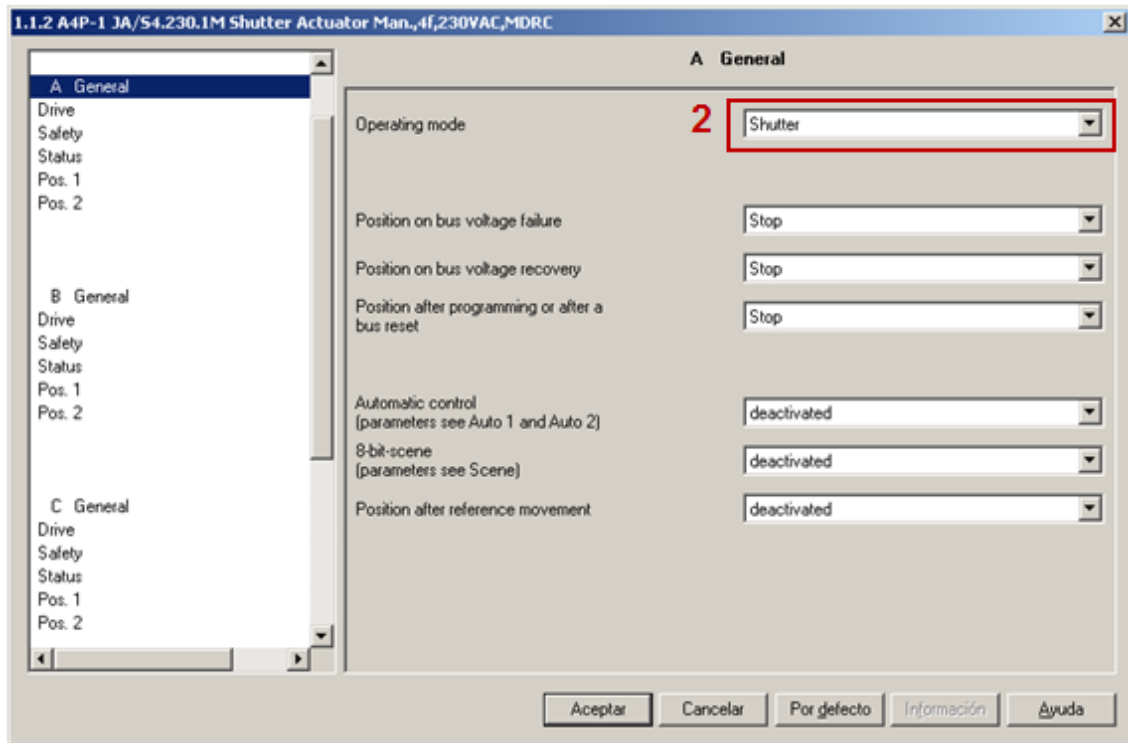 1.1.2 A4P-1 JA/S4.230.1M Shutter Actuator Man.,4f,230VAC,MDRC
A General
Drive
Safety
Status
Pos. 1
Pos. 2
B General
Drive
Safety
Status
Pos. 1
Pos. 2
C General
Drive
Safety
Status
Pos. 1
Pos. 2
A General
Operating mode
2
Shutter
Position on bus voltage failure
Stop
Position on bus voltage recovery
Stop
Position after programming or after a
bus reset
Stop
Automatic control
(parameters see Auto 1 and Auto 2)
deactivated
8-bit-scene
(parameters see Scene)
deactivated
Position after reference movement
deactivated
Aceptar Cancelar Por defecto Información Ayuda